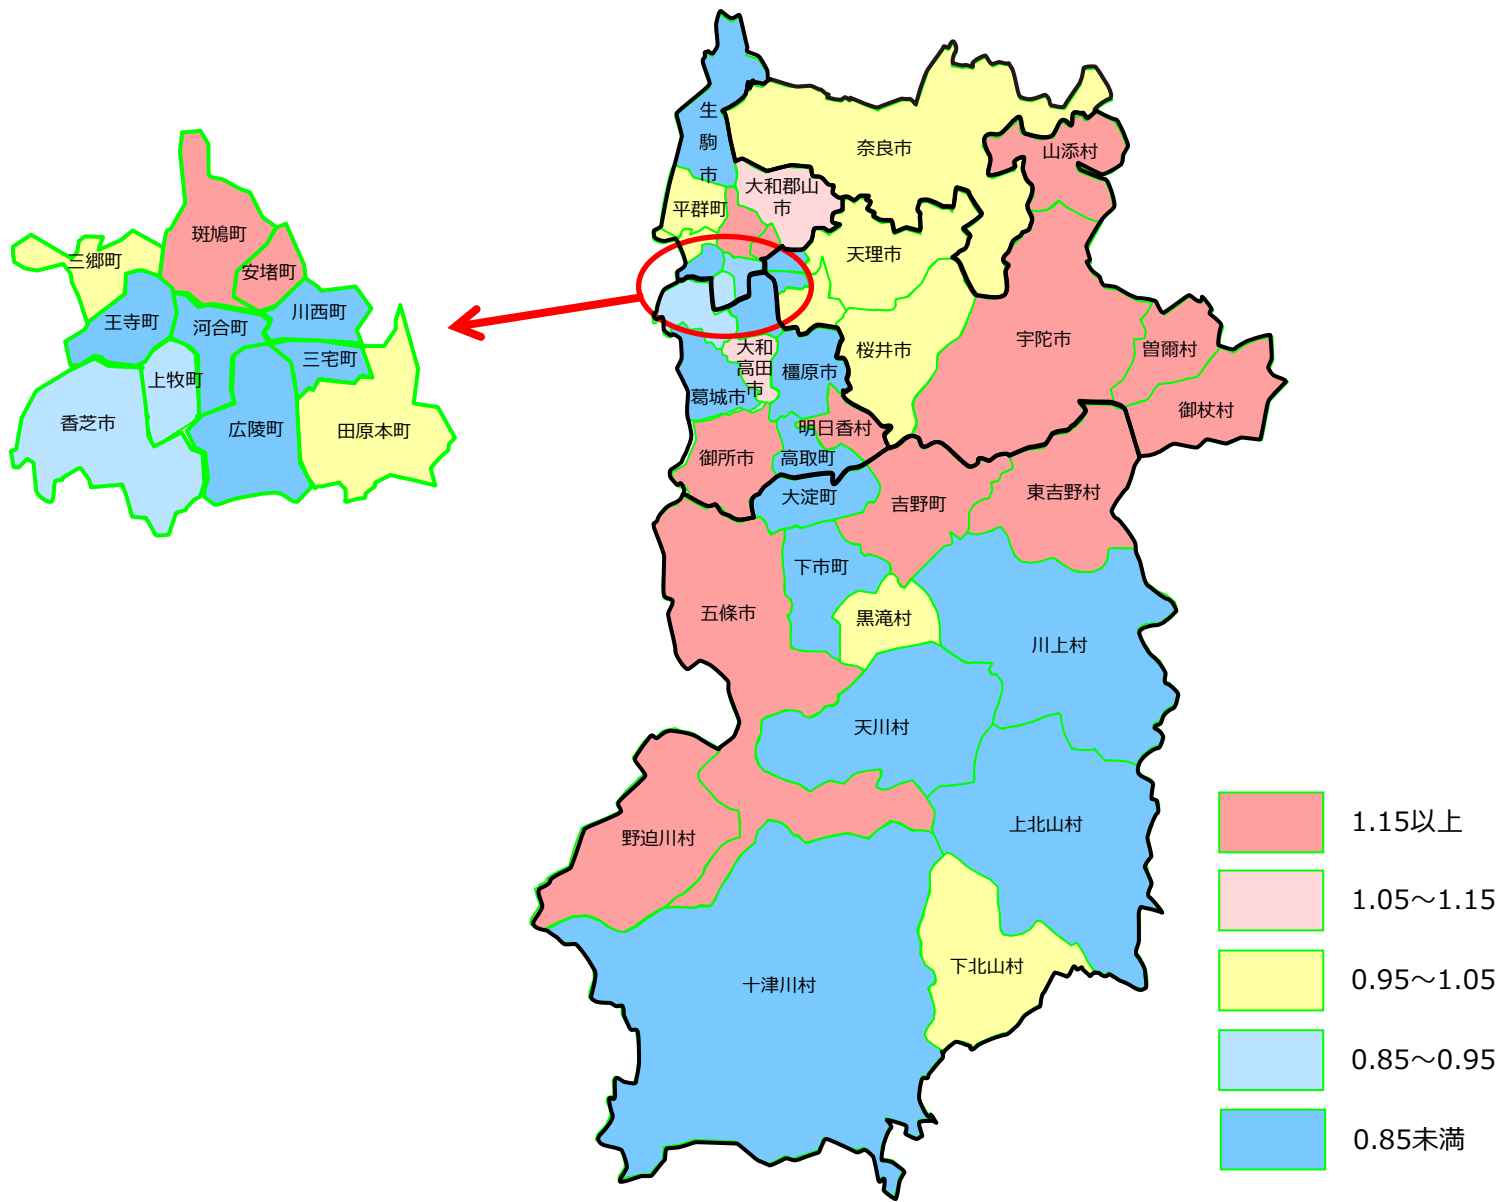 生
駒
市
奈良市
山添村
大和郡山
市
平群町
天理市
斑鳩町
安堵町
三郷町
王寺町
河合町
川西町
三宅町
上牧町
香芝市
広陵町
田原本町
宇陀市
曽爾村
御杖村
桜井市
大和
高田
市
橿原市
葛城市
明日香村
御所市
高取町
大淀町
吉野町
東吉野村
下市町
五條市
黒滝村
川上村
天川村
上北山村
野迫川村
下北山村
十津川村
1.15以上
1.05～1.15
0.95～1.05
0.85～0.95
0.85未満